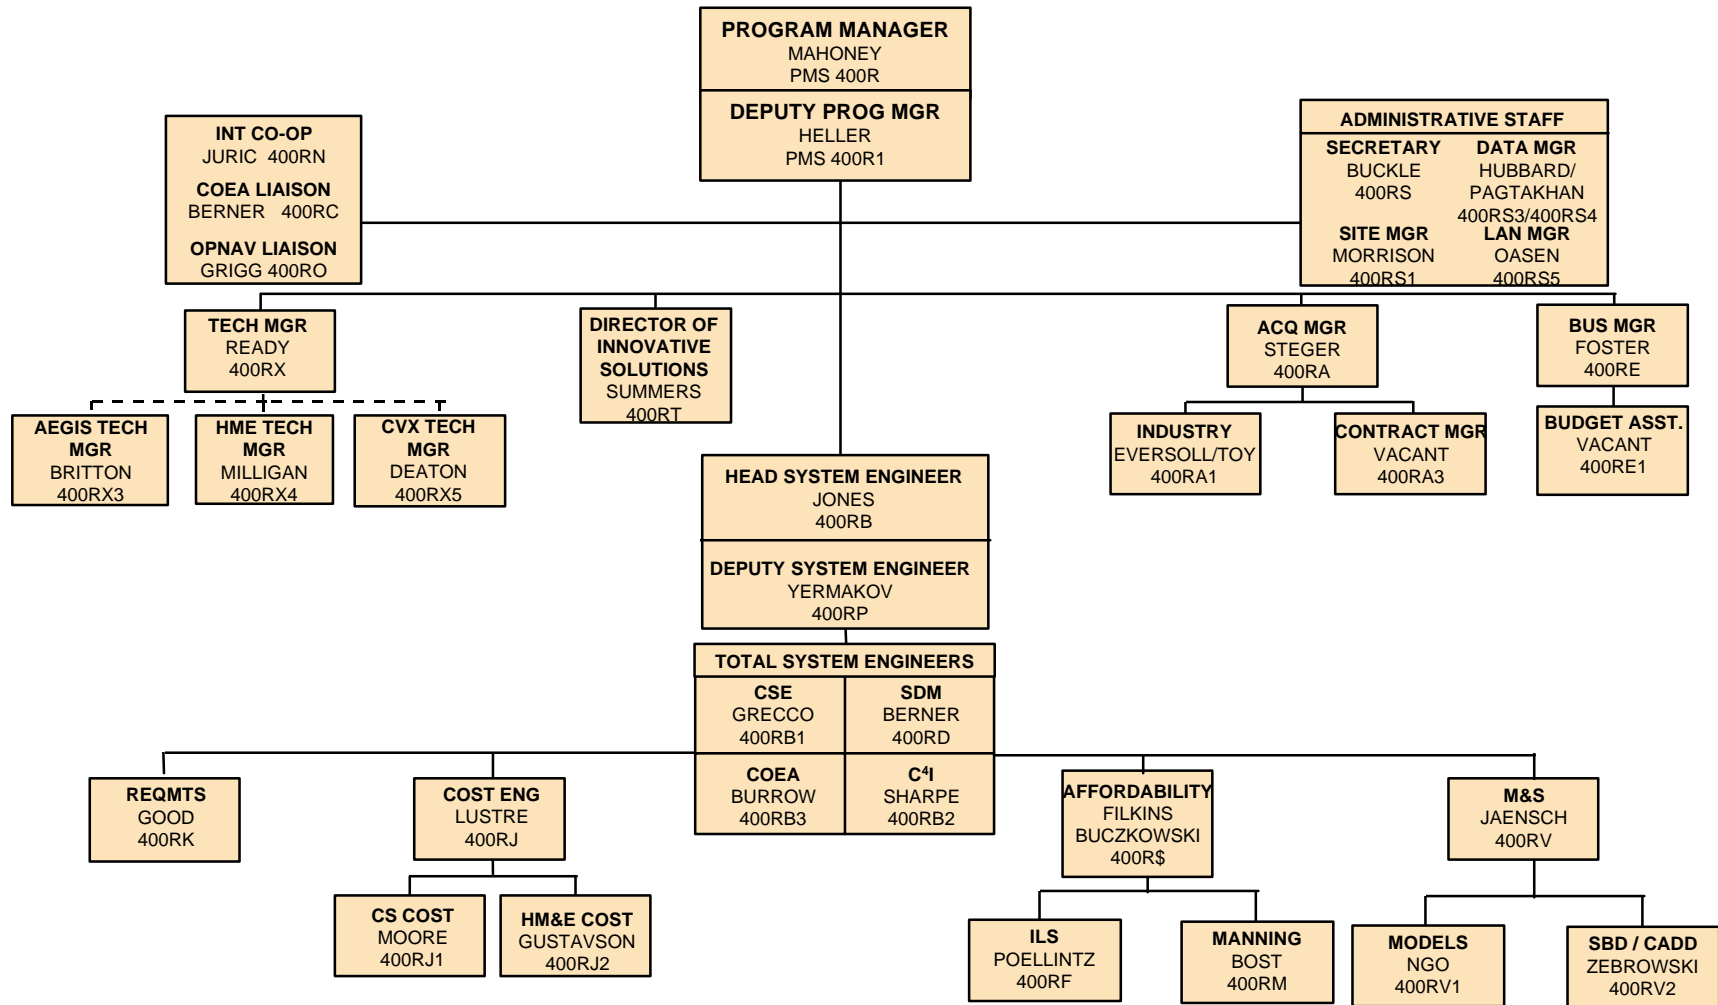 PROGRAM MANAGER
MAHONEY
PMS 400R
DEPUTY PROG MGR
HELLER
PMS 400R1
INT CO-OP
JURIC 400RN
COEA LIAISON
BERNER 400RC
OPNAV LIAISON
GRIGG 400RO
ADMINISTRATIVE STAFF
SECRETARY
BUCKLE
400RS
DATA MGR
HUBBARD/
PAGTAKHAN
400RS3/400RS4
SITE MGR
MORRISON
400RS1
LAN MGR
OASEN
400RS5
TECH MGR
READY
400RX
DIRECTOR OF
INNOVATIVE
SOLUTIONS
SUMMERS
400RT
ACQ MGR
STEGER
400RA
BUS MGR
FOSTER
400RE
AEGIS TECH
MGR
BRITTON
400RX3
HME TECH
MGR
MILLIGAN
400RX4
CVX TECH
MGR
DEATON
400RX5
INDUSTRY
EVERSOLL/TOY
400RA1
CONTRACT MGR
VACANT
400RA3
BUDGET ASST.
VACANT
400RE1
HEAD SYSTEM ENGINEER
JONES
400RB
DEPUTY SYSTEM ENGINEER
YERMAKOV
400RP
TOTAL SYSTEM ENGINEERS
CSE
GRECCO
400RB1
SDM
BERNER
400RD
COEA
BURROW
400RB3
C⁴I
SHARPE
400RB2
REQMTS
GOOD
400RK
COST ENG
LUSTRE
400RJ
AFFORDABILITY
FILKINS
BUCZKOWSKI
400R$
M&S
JAENSCH
400RV
CS COST
MOORE
400RJ1
HM&E COST
GUSTAVSON
400RJ2
ILS
POELLINTZ
400RF
MANNING
BOST
400RM
MODELS
NGO
400RV1
SBD / CADD
ZEBROWSKI
400RV2